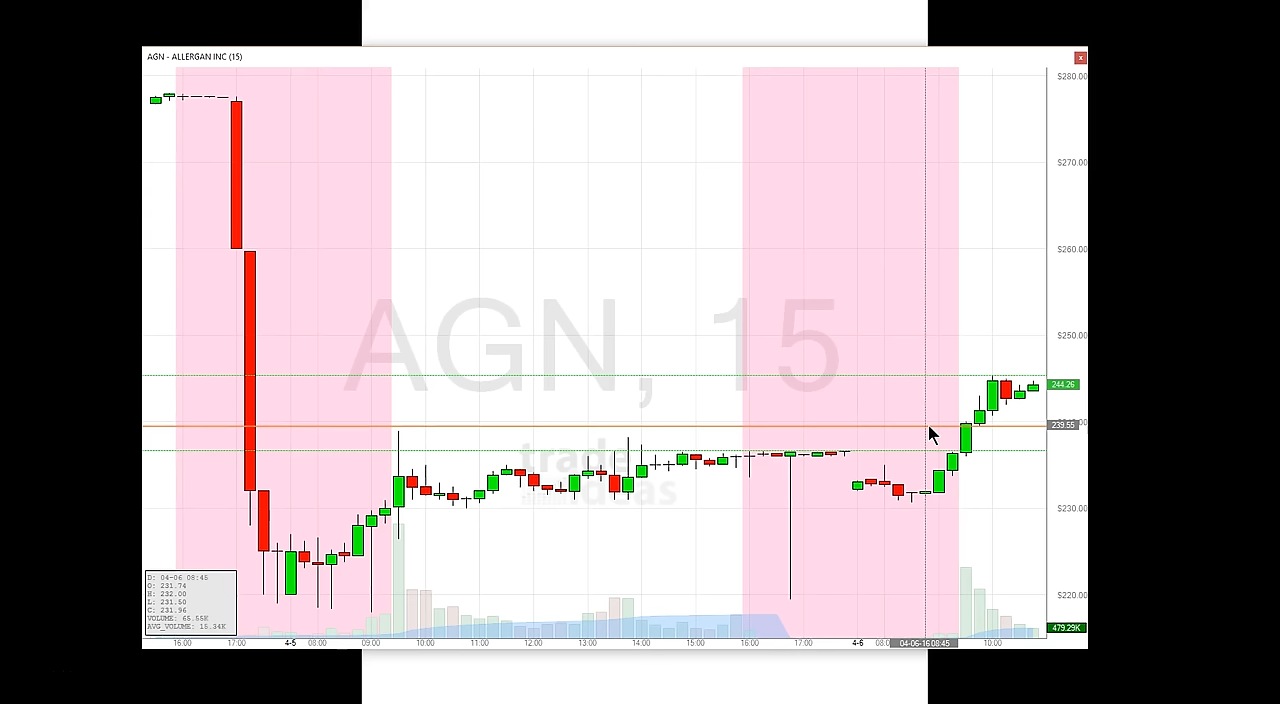 AGN - ALLERGAN INC (15)
x
$280.00
$270.00
$260.00
$250.00
AGN, 15
244.26
239.55
trade
ideas
$230.00
$220.00
D: 04-06 08:45
O: 231.74
H: 232.00
L: 231.50
C: 231.96
VOLUME: 65.55K
AVG_VOLUME: 15.34K
479.29K
16:00 17:00 4-5 08:00 09:00 10:00 11:00 12:00 13:00 14:00 15:00 16:00 17:00 4-6 08:0 04-06-16 08:45 10:00